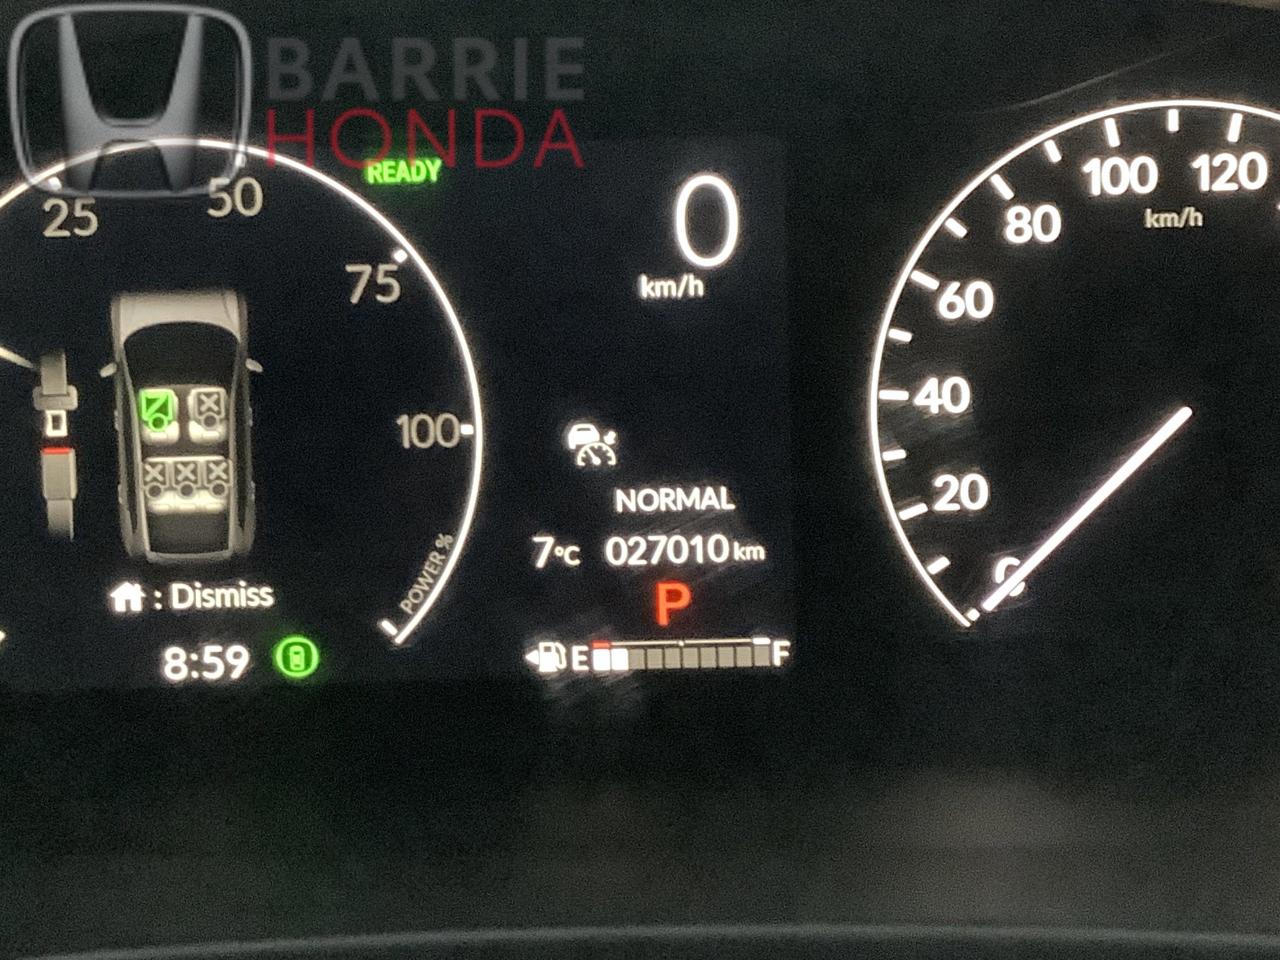 BARRIE
HONDA
READY
25
50
75
100
POWER %
: Dismiss
8:59
0
km/h
NORMAL
7°C 027010 km
P
E F
120
100
km/h
80
60
40
20